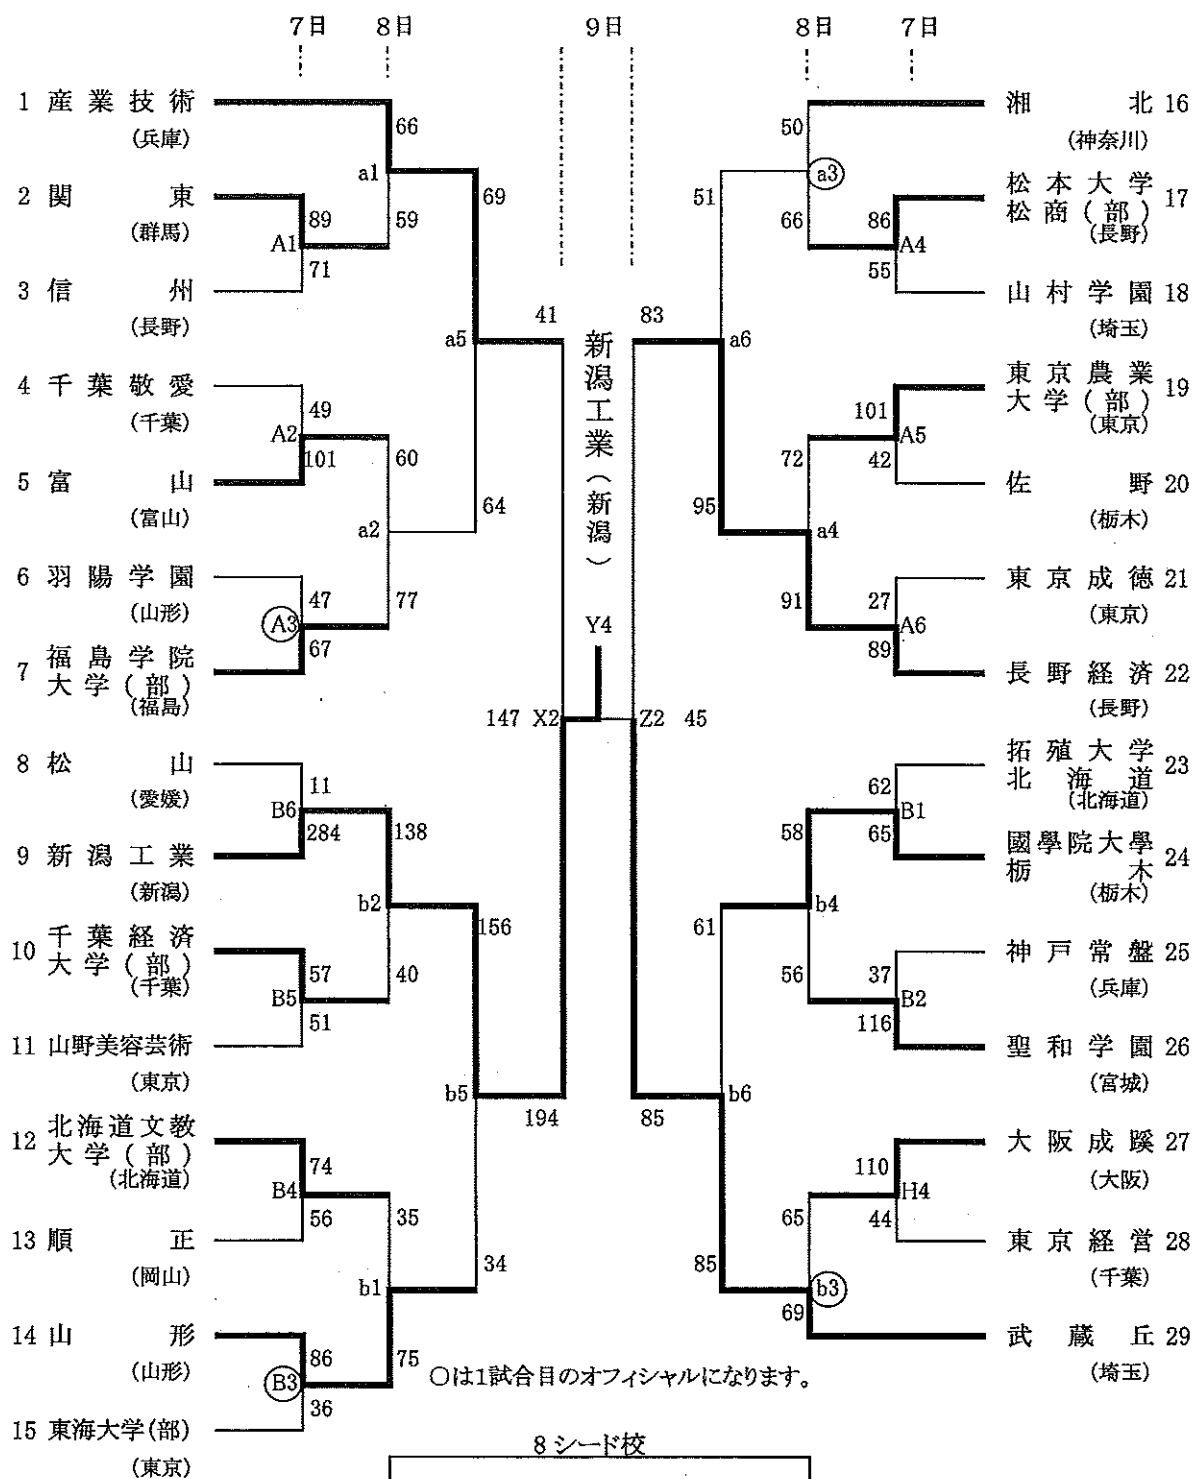 7日 8日 9日 8日 7日
1 産業技術
(兵庫)
66
a1
2 関東
(群馬)
89
A1
71
59
69
3 信州
(長野)
4 千葉敬愛
(千葉)
49
A2
101
60
5 富山
(富山)
a2
6 羽陽学園
(山形)
47
A3
67
77
7 福島学院
大学(部)
(福島)
a5
64
41
8 松山
(愛媛)
11
B6
284
138
9 新潟工業
(新潟)
b2
10 千葉経済
大学(部)
(千葉)
57
B5
51
40
156
11 山野美容芸術
(東京)
12 北海道文教
大学(部)
(北海道)
74
B4
56
35
13 順正
(岡山)
b1
14 山形
(山形)
86
B3
36
75
15 東海大学(部)
(東京)
b5
34
194
147 X2
新潟工業(新潟)
Y4
Z2 45
湘北 16
(神奈川)
50
a3
松本大学
松商(部) 17
(長野)
86
A4
55
66
51
山村学園 18
(埼玉)
83
a6
東京農業
大学(部) 19
(東京)
101
A5
42
72
佐野 20
(栃木)
95
a4
東京成徳 21
(東京)
27
A6
89
91
長野経済 22
(長野)
拓殖大学
北海道 23
(北海道)
62
B1
65
58
國學院大學
栃木 24
(栃木)
61
b4
神戸常盤 25
(兵庫)
37
B2
116
56
聖和学園 26
(宮城)
85
b6
大阪成蹊 27
(大阪)
110
H4
44
65
東京経営 28
(千葉)
85
b3
69
武蔵丘 29
(埼玉)
○は1試合目のオフィシャルになります。
8シード校